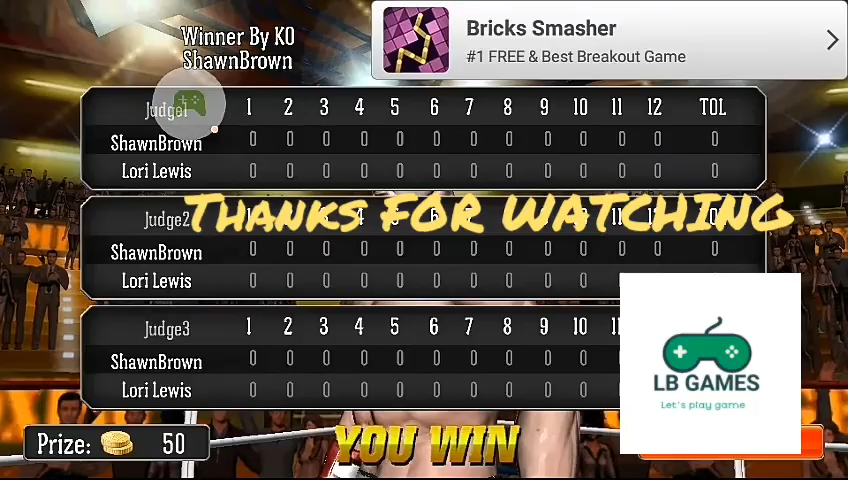 Winner By KO
ShawnBrown
Bricks Smasher
#1 FREE & Best Breakout Game
Judge1 1 2 3 4 5 6 7 8 9 10 11 12 TOL
ShawnBrown 0 0 0 0 0 0 0 0 0 0 0 0 0
Lori Lewis 0 0 0 0 0 0 0 0 0 0 0 0 0
THANKS FOR WATCHING
Judge2
ShawnBrown 0 0 0 0 0 0 0 0 0 0 0 0 0
Lori Lewis 0 0 0 0 0 0 0 0 0 0
Judge3 1 2 3 4 5 6 7 8 9 10
ShawnBrown 0 0 0 0 0 0 0 0 0 0
Lori Lewis 0 0 0 0 0 0 0 0 0 0
LB GAMES
Let's play game
Prize: 50
YOU WIN